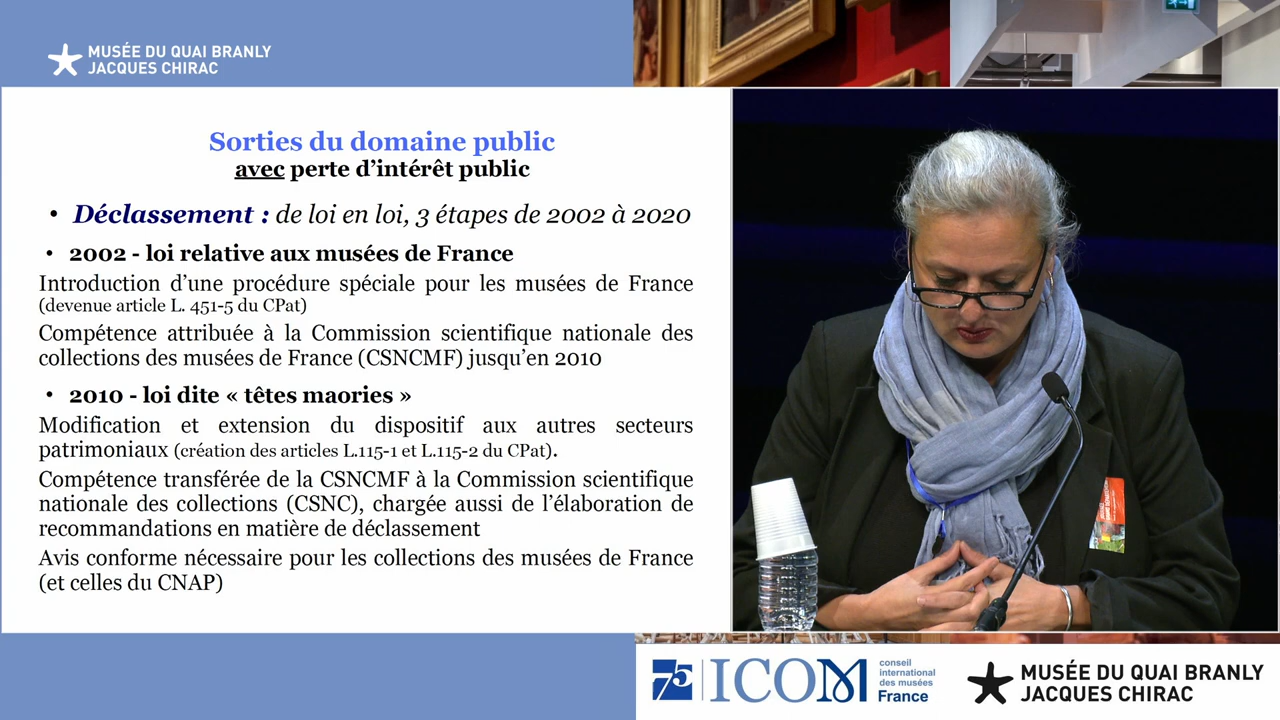 MUSÉE DU QUAI BRANLY
JACQUES CHIRAC
Sorties du domaine public
avec perte d'intérêt public
• Déclassement : de loi en loi, 3 étapes de 2002 à 2020
• 2002 - loi relative aux musées de France
Introduction d'une procédure spéciale pour les musées de France
(devenue article L. 451-5 du CPat)
Compétence attribuée à la Commission scientifique nationale des
collections des musées de France (CSNCMF) jusqu'en 2010
• 2010 - loi dite « têtes maories »
Modification et extension du dispositif aux autres secteurs
patrimoniaux (création des articles L.115-1 et L.115-2 du CPat).
Compétence transférée de la CSNCMF à la Commission scientifique
nationale des collections (CSNC), chargée aussi de l'élaboration de
recommandations en matière de déclassement
Avis conforme nécessaire pour les collections des musées de France
(et celles du CNAP)
75
ICOM
conseil
international
des musées
France
MUSÉE DU QUAI BRANLY
JACQUES CHIRAC